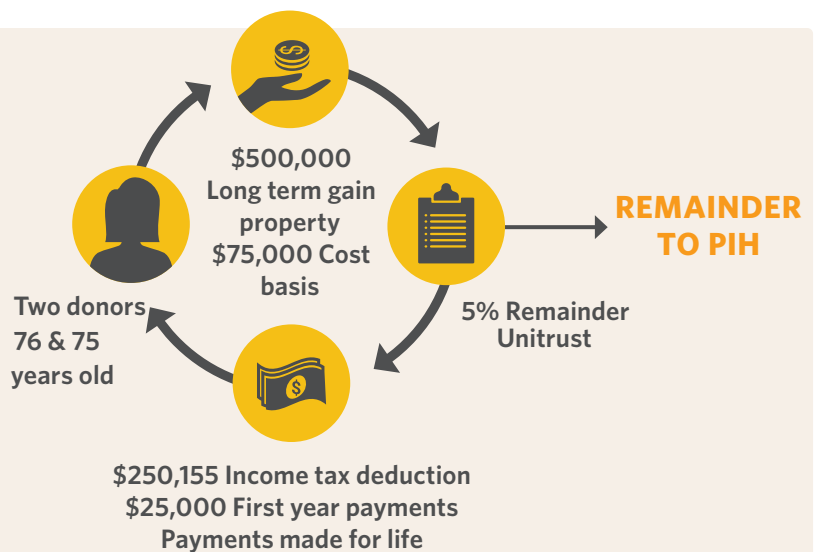 $500,000
Long term gain
property
$75,000 Cost
basis
REMAINDER
TO PIH
Two donors
76 & 75
years old
5% Remainder
Unitrust
$
$
$250,155 Income tax deduction
$25,000 First year payments
Payments made for life